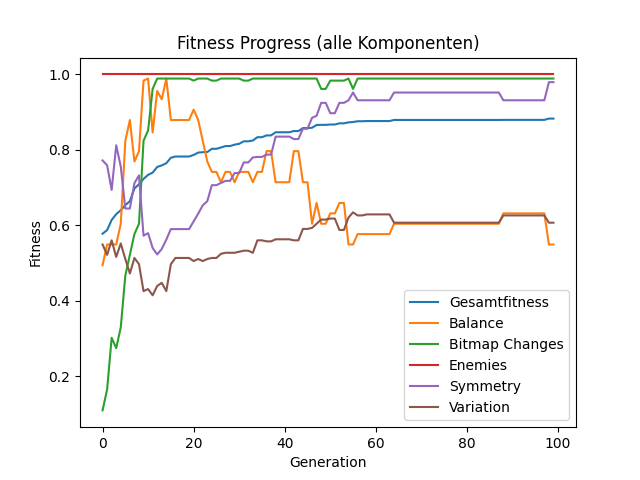 Fitness Progress (alle Komponenten)
1.0
0.8
0.6
0.4
0.2
Fitness
Gesamtfitness
Balance
Bitmap Changes
Enemies
Symmetry
Variation
0 20 40 60 80 100
Generation